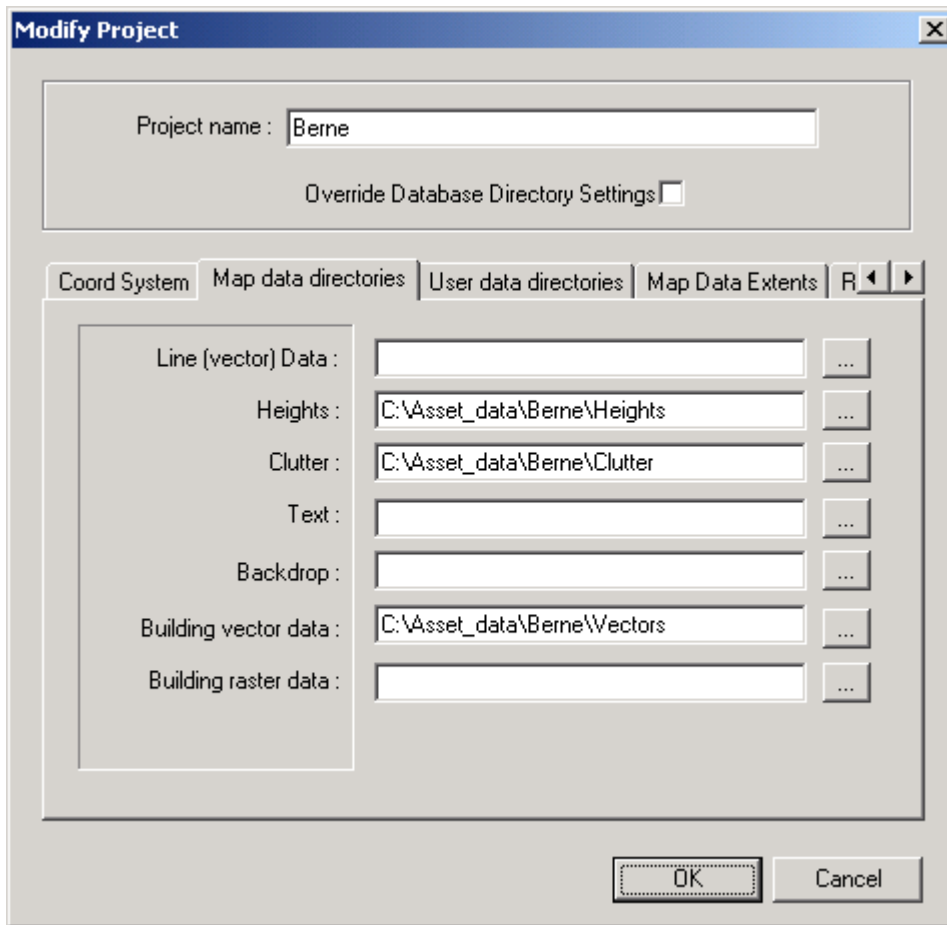 Modify Project
Project name : Berne
Override Database Directory Settings
Coord System Map data directories User data directories Map Data Extents R
Line (vector) Data : ...
Heights : C:\Asset_data\Berne\Heights ...
Clutter : C:\Asset_data\Berne\Clutter ...
Text : ...
Backdrop : ...
Building vector data : C:\Asset_data\Berne\Vectors ...
Building raster data : ...
OK Cancel